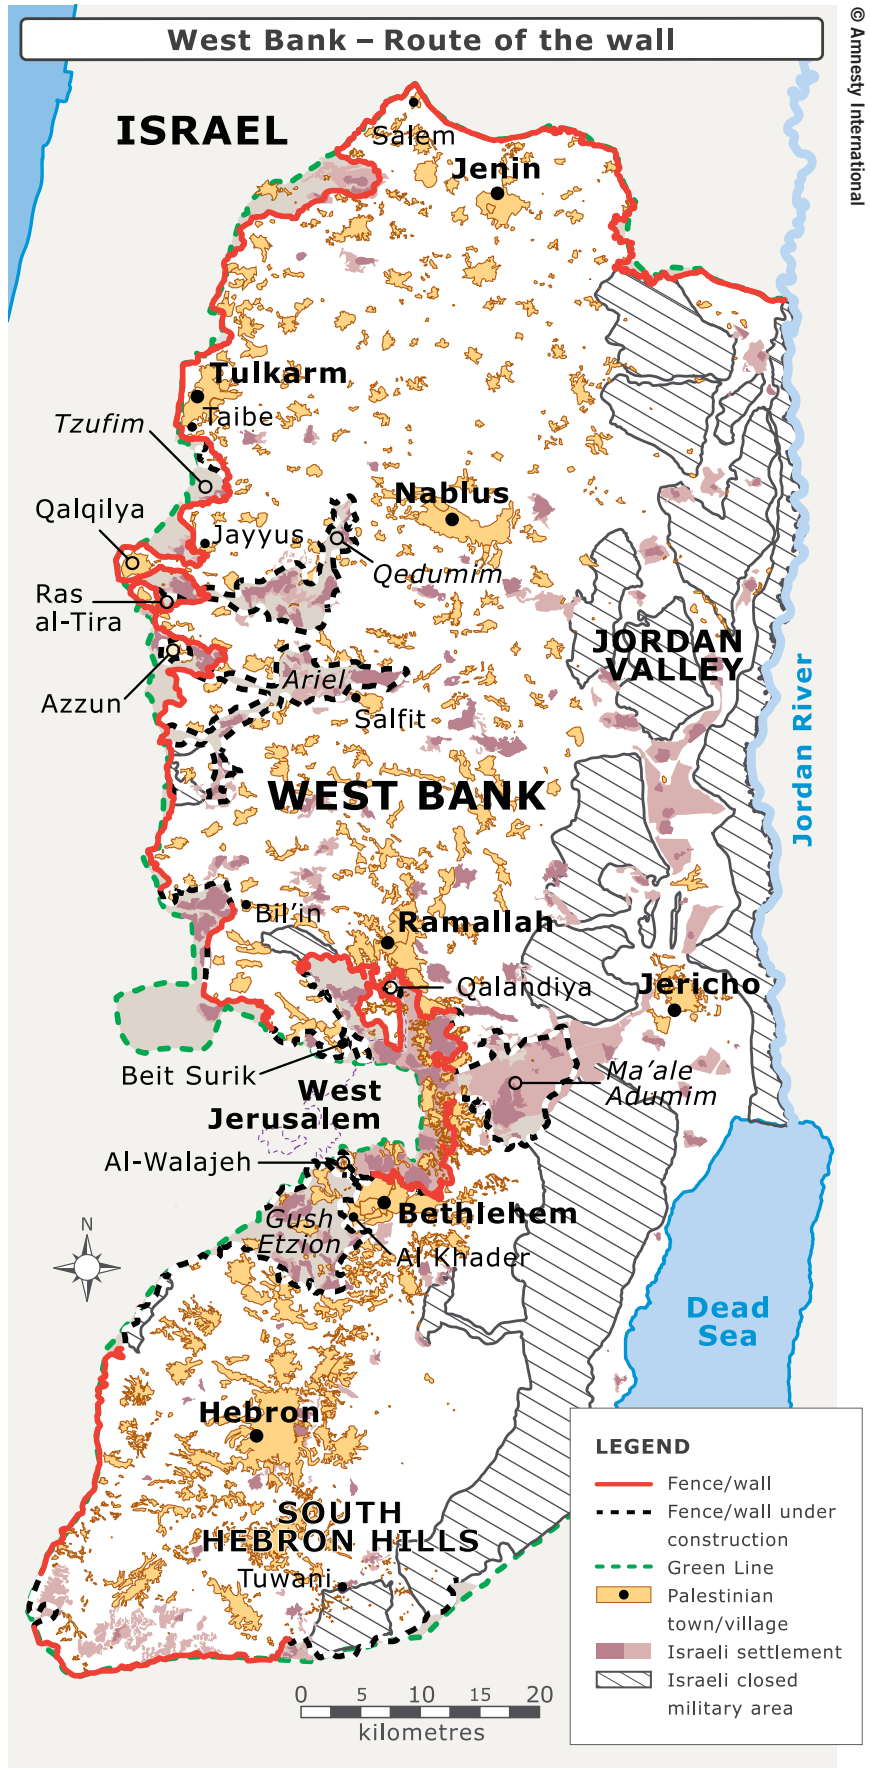 West Bank – Route of the wall
© Amnesty International
ISRAEL
Salem
Jenin
Tulkarm
Taibe
Tzufim
Nablus
Qalqilya
Jayyus
Qedumim
Ras
al-Tira
JORDAN
VALLEY
Ariel
Azzun
Salfit
Jordan River
WEST BANK
Bil’in
Ramallah
Qalandiya
Jericho
Beit Surik
Ma’ale
Adumim
West
Jerusalem
Al-Walajeh
Bethlehem
Gush
Etzion
Al Khader
N
Dead
Sea
Hebron
SOUTH
HEBRON HILLS
Tuwani
LEGEND
Fence/wall
Fence/wall under
construction
Green Line
Palestinian
town/village
Israeli settlement
Israeli closed
military area
0 5 10 15 20
kilometres